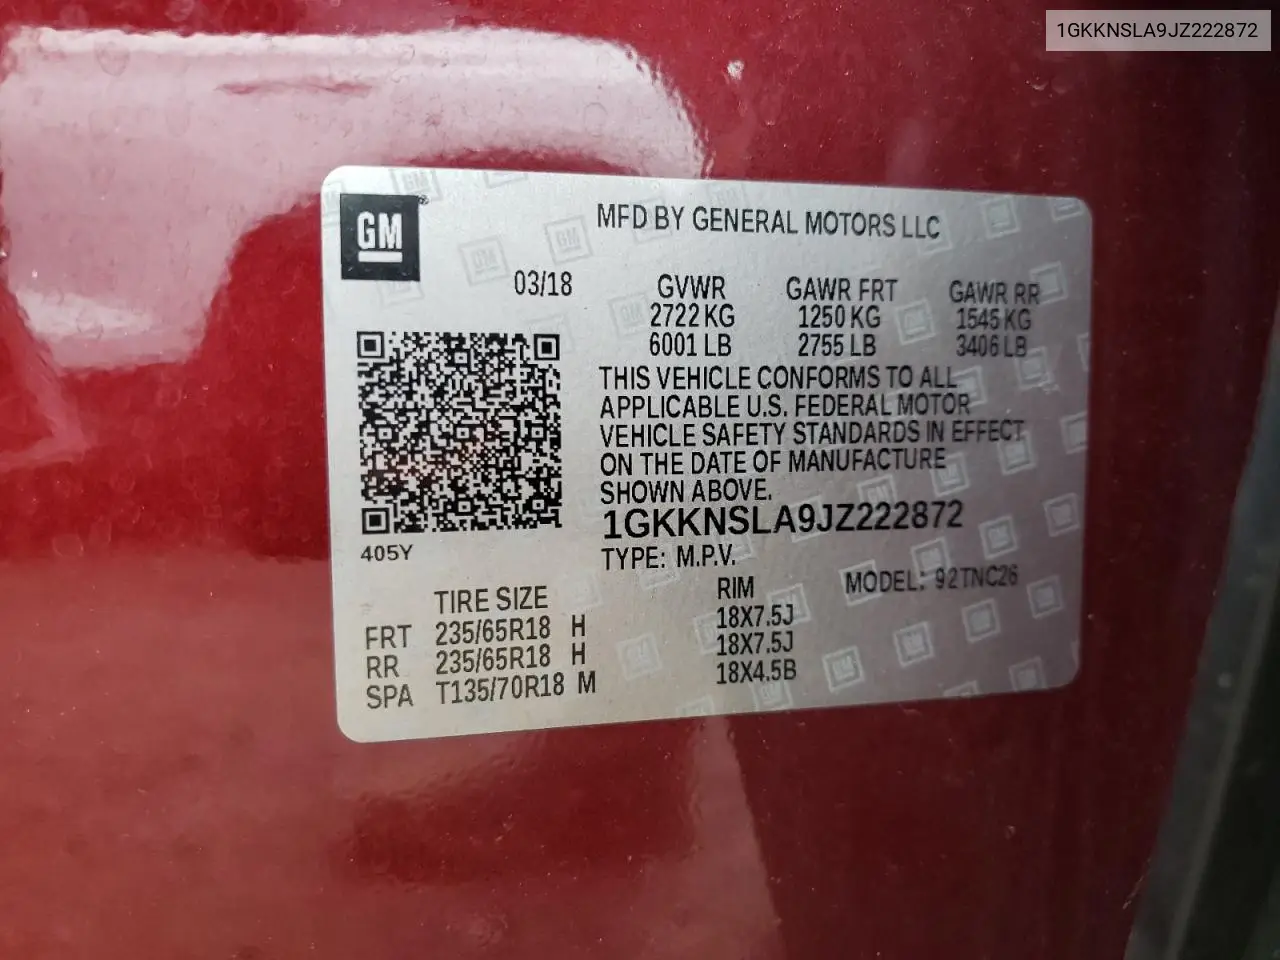 1GKKNSLA9JZ222872
GM®
MFD BY GENERAL MOTORS LLC
03/18
GVWR GAWR FRT GAWR RR
2722 KG 1250 KG 1545 KG
6001 LB 2755 LB 3406 LB
THIS VEHICLE CONFORMS TO ALL
APPLICABLE U.S. FEDERAL MOTOR
VEHICLE SAFETY STANDARDS IN EFFECT
ON THE DATE OF MANUFACTURE
SHOWN ABOVE.
1GKKNSLA9JZ222872
405Y
TYPE: M.P.V. MODEL: 92TNC26
TIRE SIZE RIM
FRT 235/65R18 H 18X7.5J
RR 235/65R18 H 18X7.5J
SPA T135/70R18 M 18X4.5B